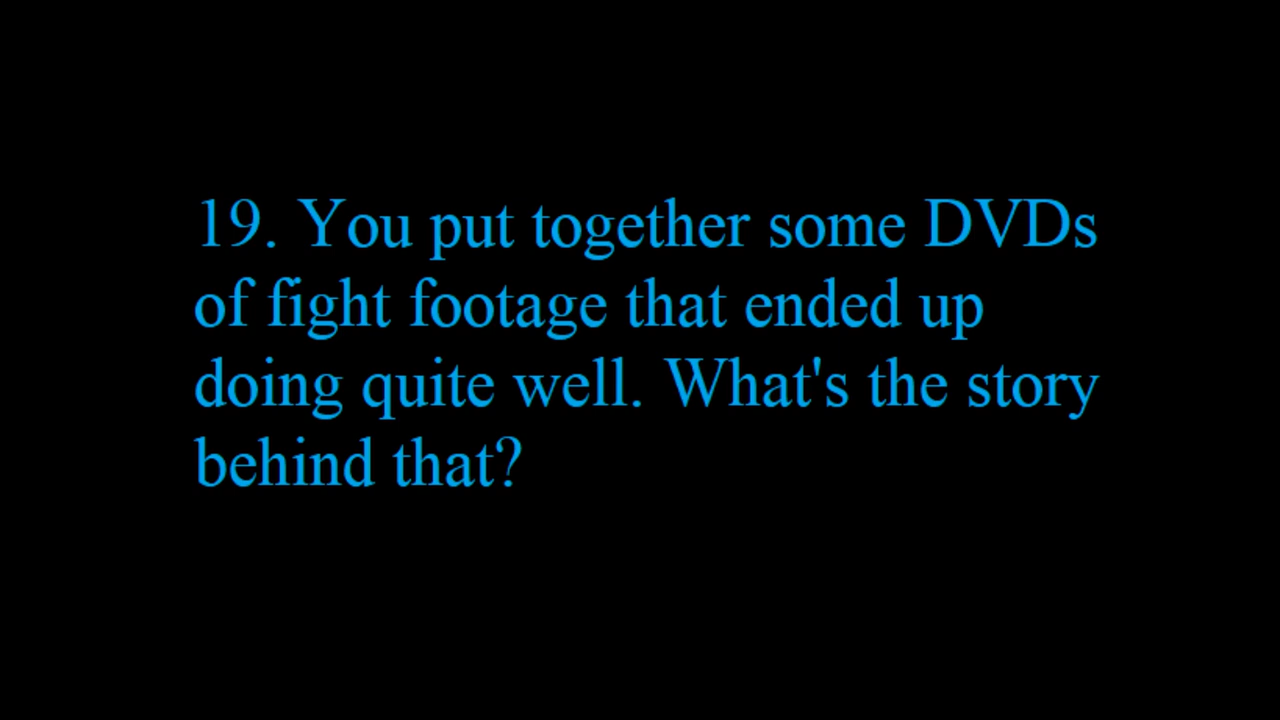 19. You put together some DVDs
of fight footage that ended up
doing quite well. What's the story
behind that?